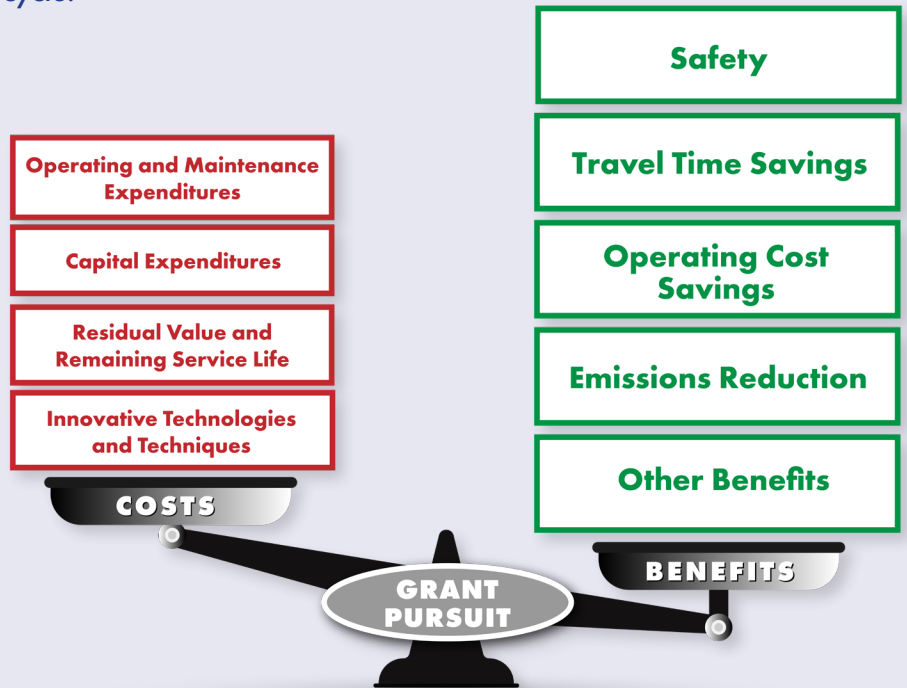 Operating and Maintenance
Expenditures
Capital Expenditures
Residual Value and
Remaining Service Life
Innovative Technologies
and Techniques
COSTS
Safety
Travel Time Savings
Operating Cost
Savings
Emissions Reduction
Other Benefits
BENEFITS
GRANT
PURSUIT